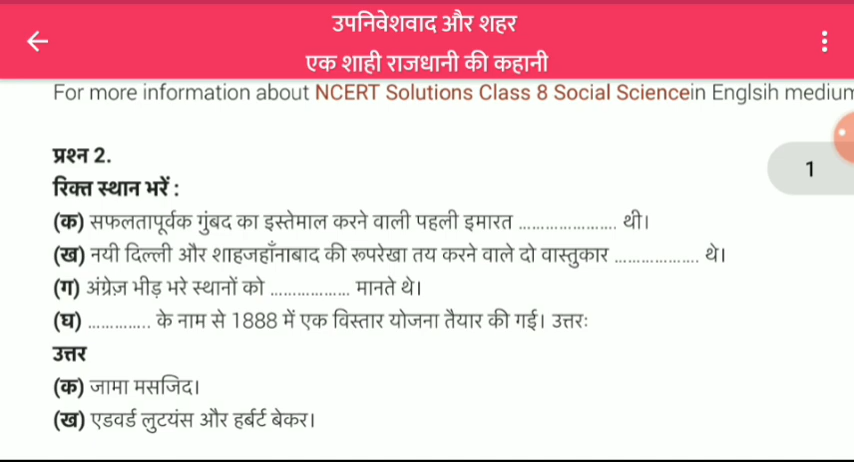 उपनिवेशवाद और शहर
एक शाही राजधानी की कहानी
For more information about NCERT Solutions Class 8 Social Sciencein Englsih medium
प्रश्न 2.
1
रिक्त स्थान भरें :
(क) सफलतापूर्वक गुंबद का इस्तेमाल करने वाली पहली इमारत ...................... थी।
(ख) नयी दिल्ली और शाहजहाँनाबाद की रूपरेखा तय करने वाले दो वास्तुकार ................... थे।
(ग) अंग्रेज़ भीड़ भरे स्थानों को .................. मानते थे।
(घ) .............. के नाम से 1888 में एक विस्तार योजना तैयार की गई। उत्तरः
उत्तर
(क) जामा मसजिद।
(ख) एडवर्ड लुटयंस और हर्बर्ट बेकर।